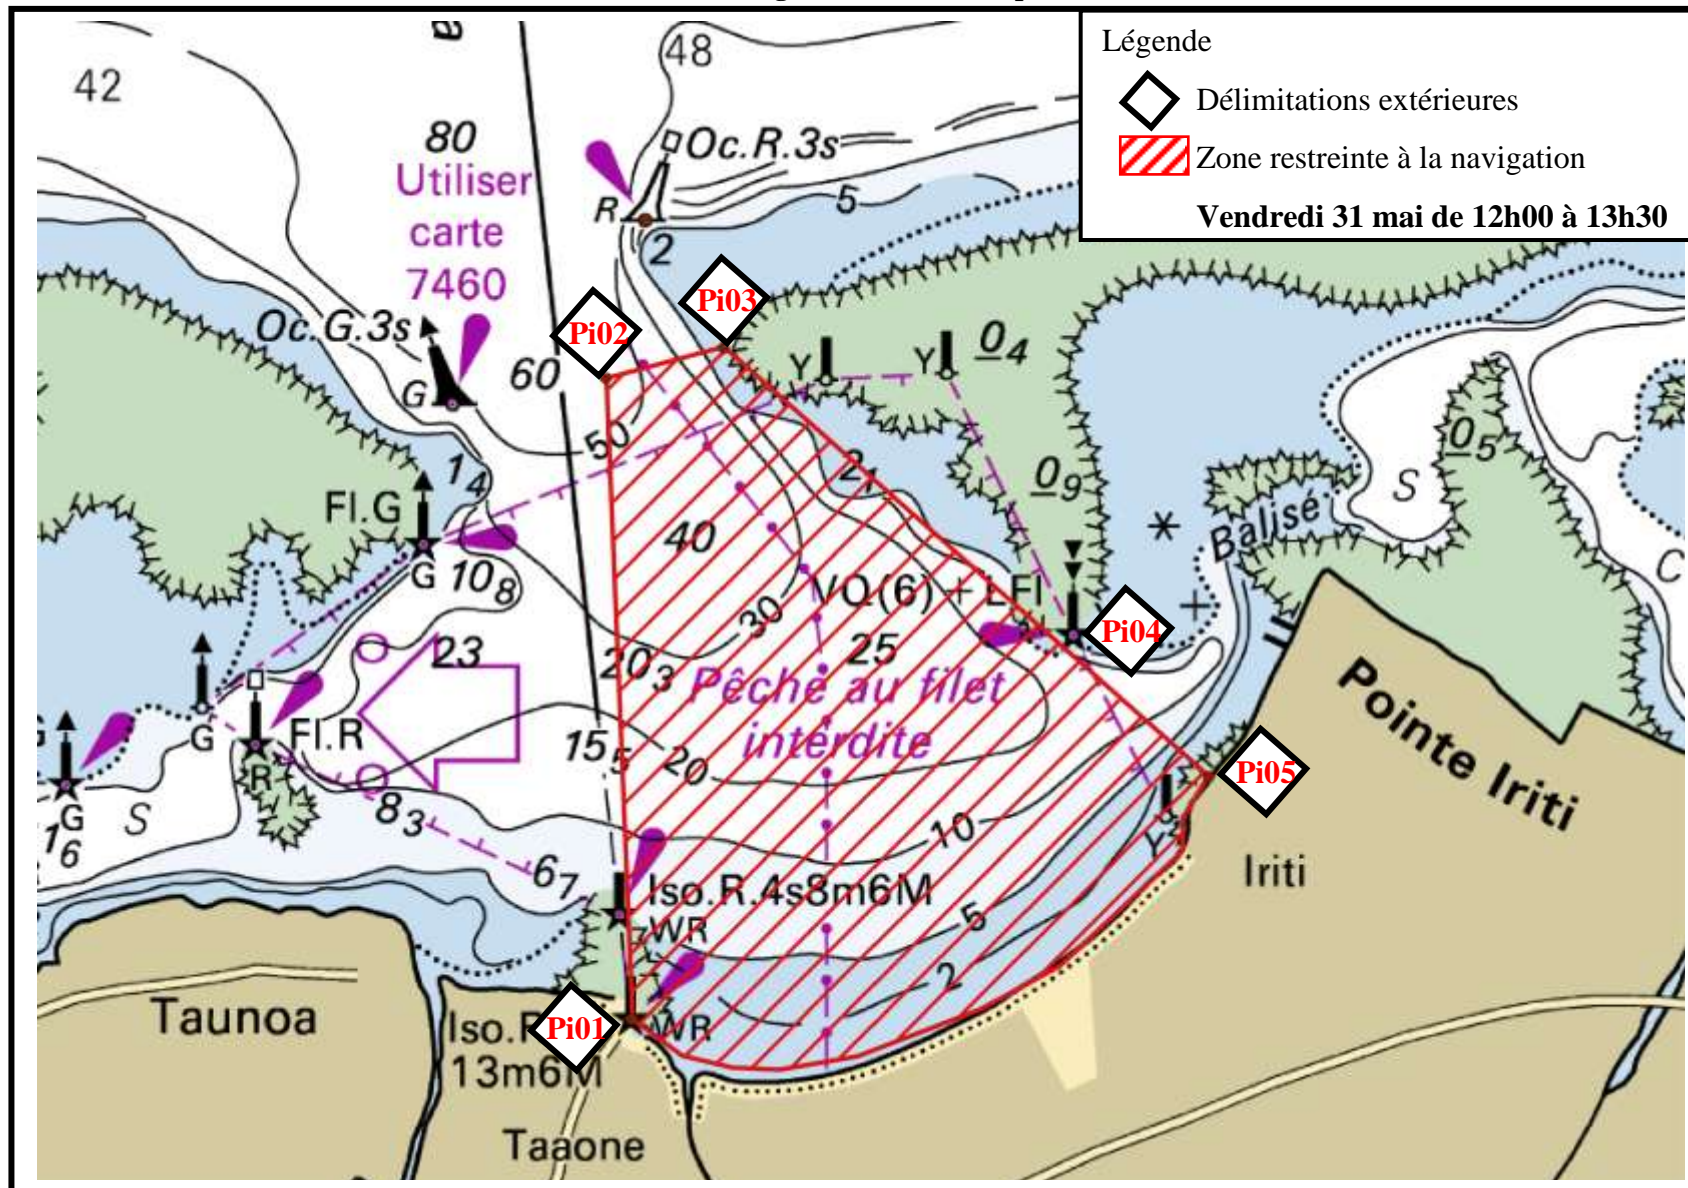 Légende
Délimitations extérieures
Zone restreinte à la navigation
Vendredi 31 mai de 12h00 à 13h30
a
42
48
80
Utiliser
carte
7460
Oc.R.3s
R
5
2
Pi03
Pi02
Oc.G.3s
G
60
Y
Y
0₄
50
1₄
2₁
0₉
0₅
S
Balisé
Fl.G
G
10₈
40
VQ(6) + LFl
C
30
Pi04
23
20₃
25
Pêche au filet
interdite
Pointe Iriti
G
G
Fl.R
R
15₅
20
Pi05
G
1₆
S
8₃
10
Y
Iriti
6₇
Iso.R.4s8m6M
WR
5
2
Taunoa
Iso.R
Pi01
WR
13m6M
Taaone